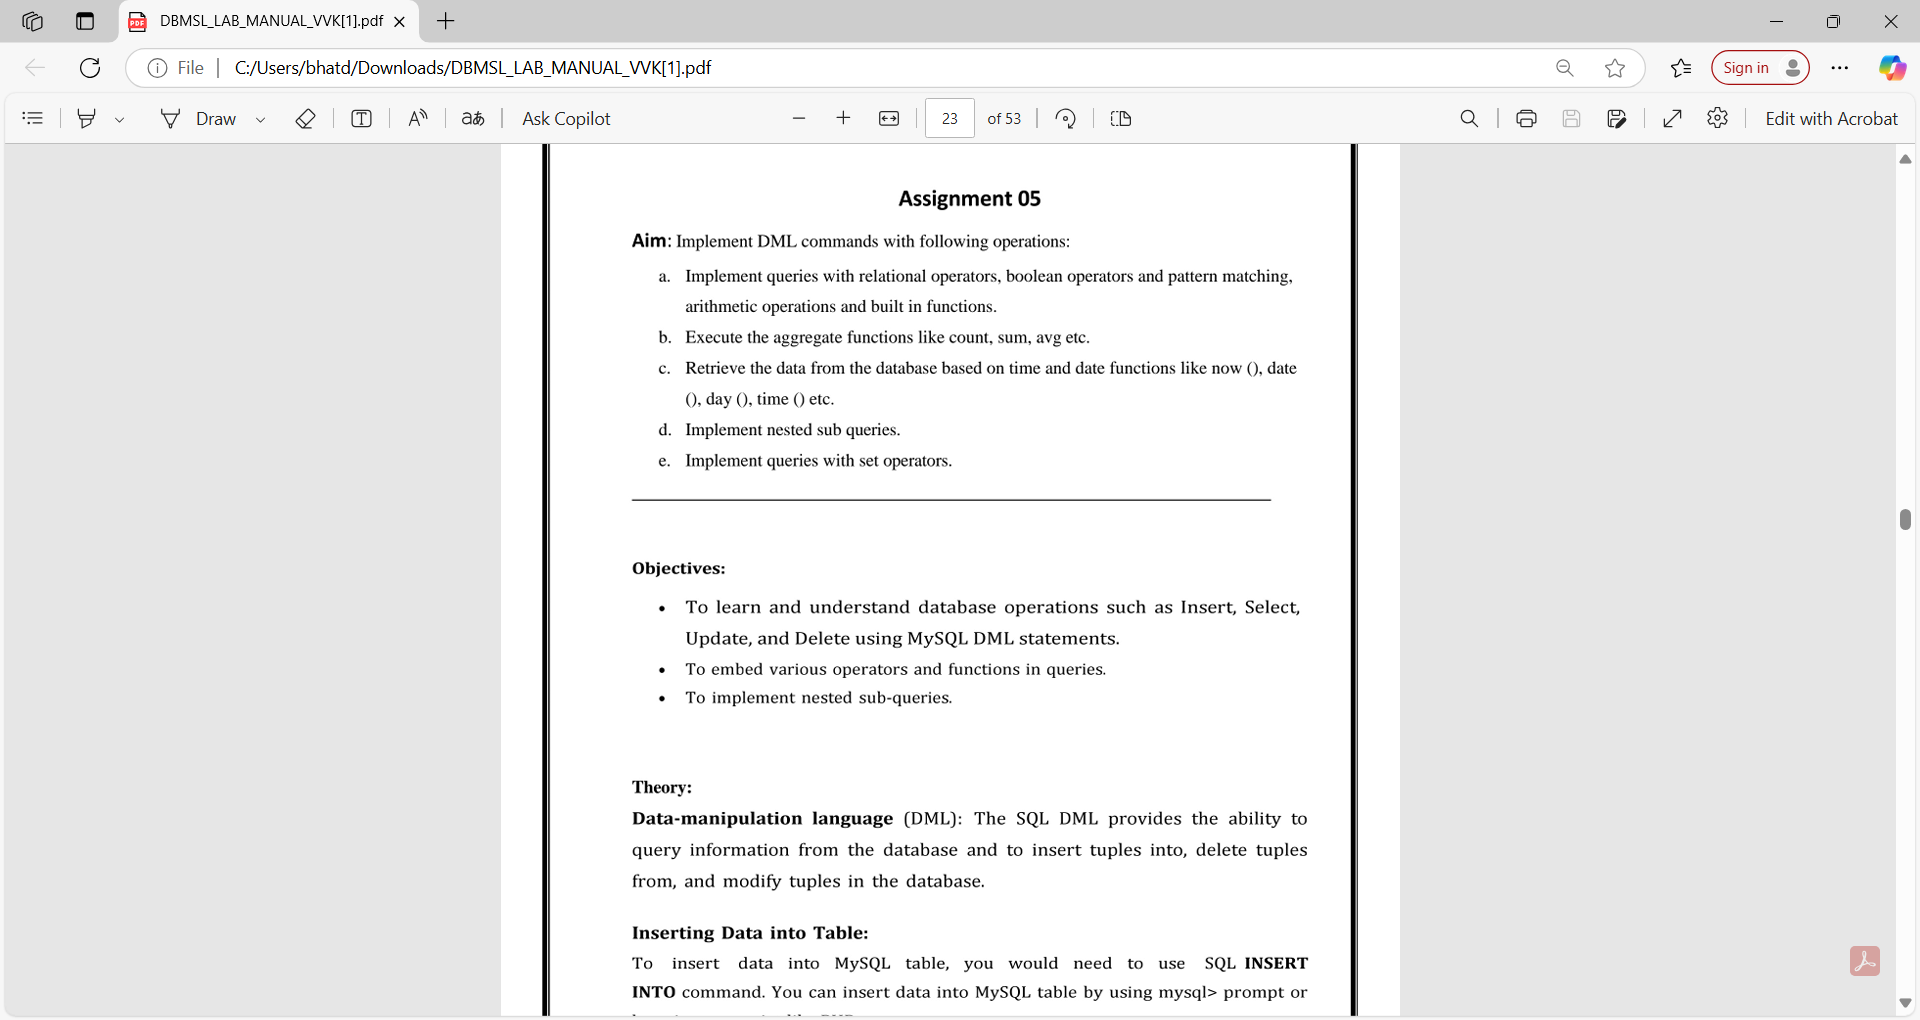 DBMSL_LAB_MANUAL_VVK[1].pdf
File
C:/Users/bhatd/Downloads/DBMSL_LAB_MANUAL_VVK[1].pdf
Sign in
Draw
aあ
Ask Copilot
23 of 53
Edit with Acrobat
Assignment 05
Aim: Implement DML commands with following operations:
a. Implement queries with relational operators, boolean operators and pattern matching,
arithmetic operations and built in functions.
b. Execute the aggregate functions like count, sum, avg etc.
c. Retrieve the data from the database based on time and date functions like now (), date
(), day (), time () etc.
d. Implement nested sub queries.
e. Implement queries with set operators.
Objectives:
• To learn and understand database operations such as Insert, Select,
Update, and Delete using MySQL DML statements.
• To embed various operators and functions in queries.
• To implement nested sub-queries.
Theory:
Data-manipulation language (DML): The SQL DML provides the ability to
query information from the database and to insert tuples into, delete tuples
from, and modify tuples in the database.
Inserting Data into Table:
To insert data into MySQL table, you would need to use SQL INSERT
INTO command. You can insert data into MySQL table by using mysql> prompt or